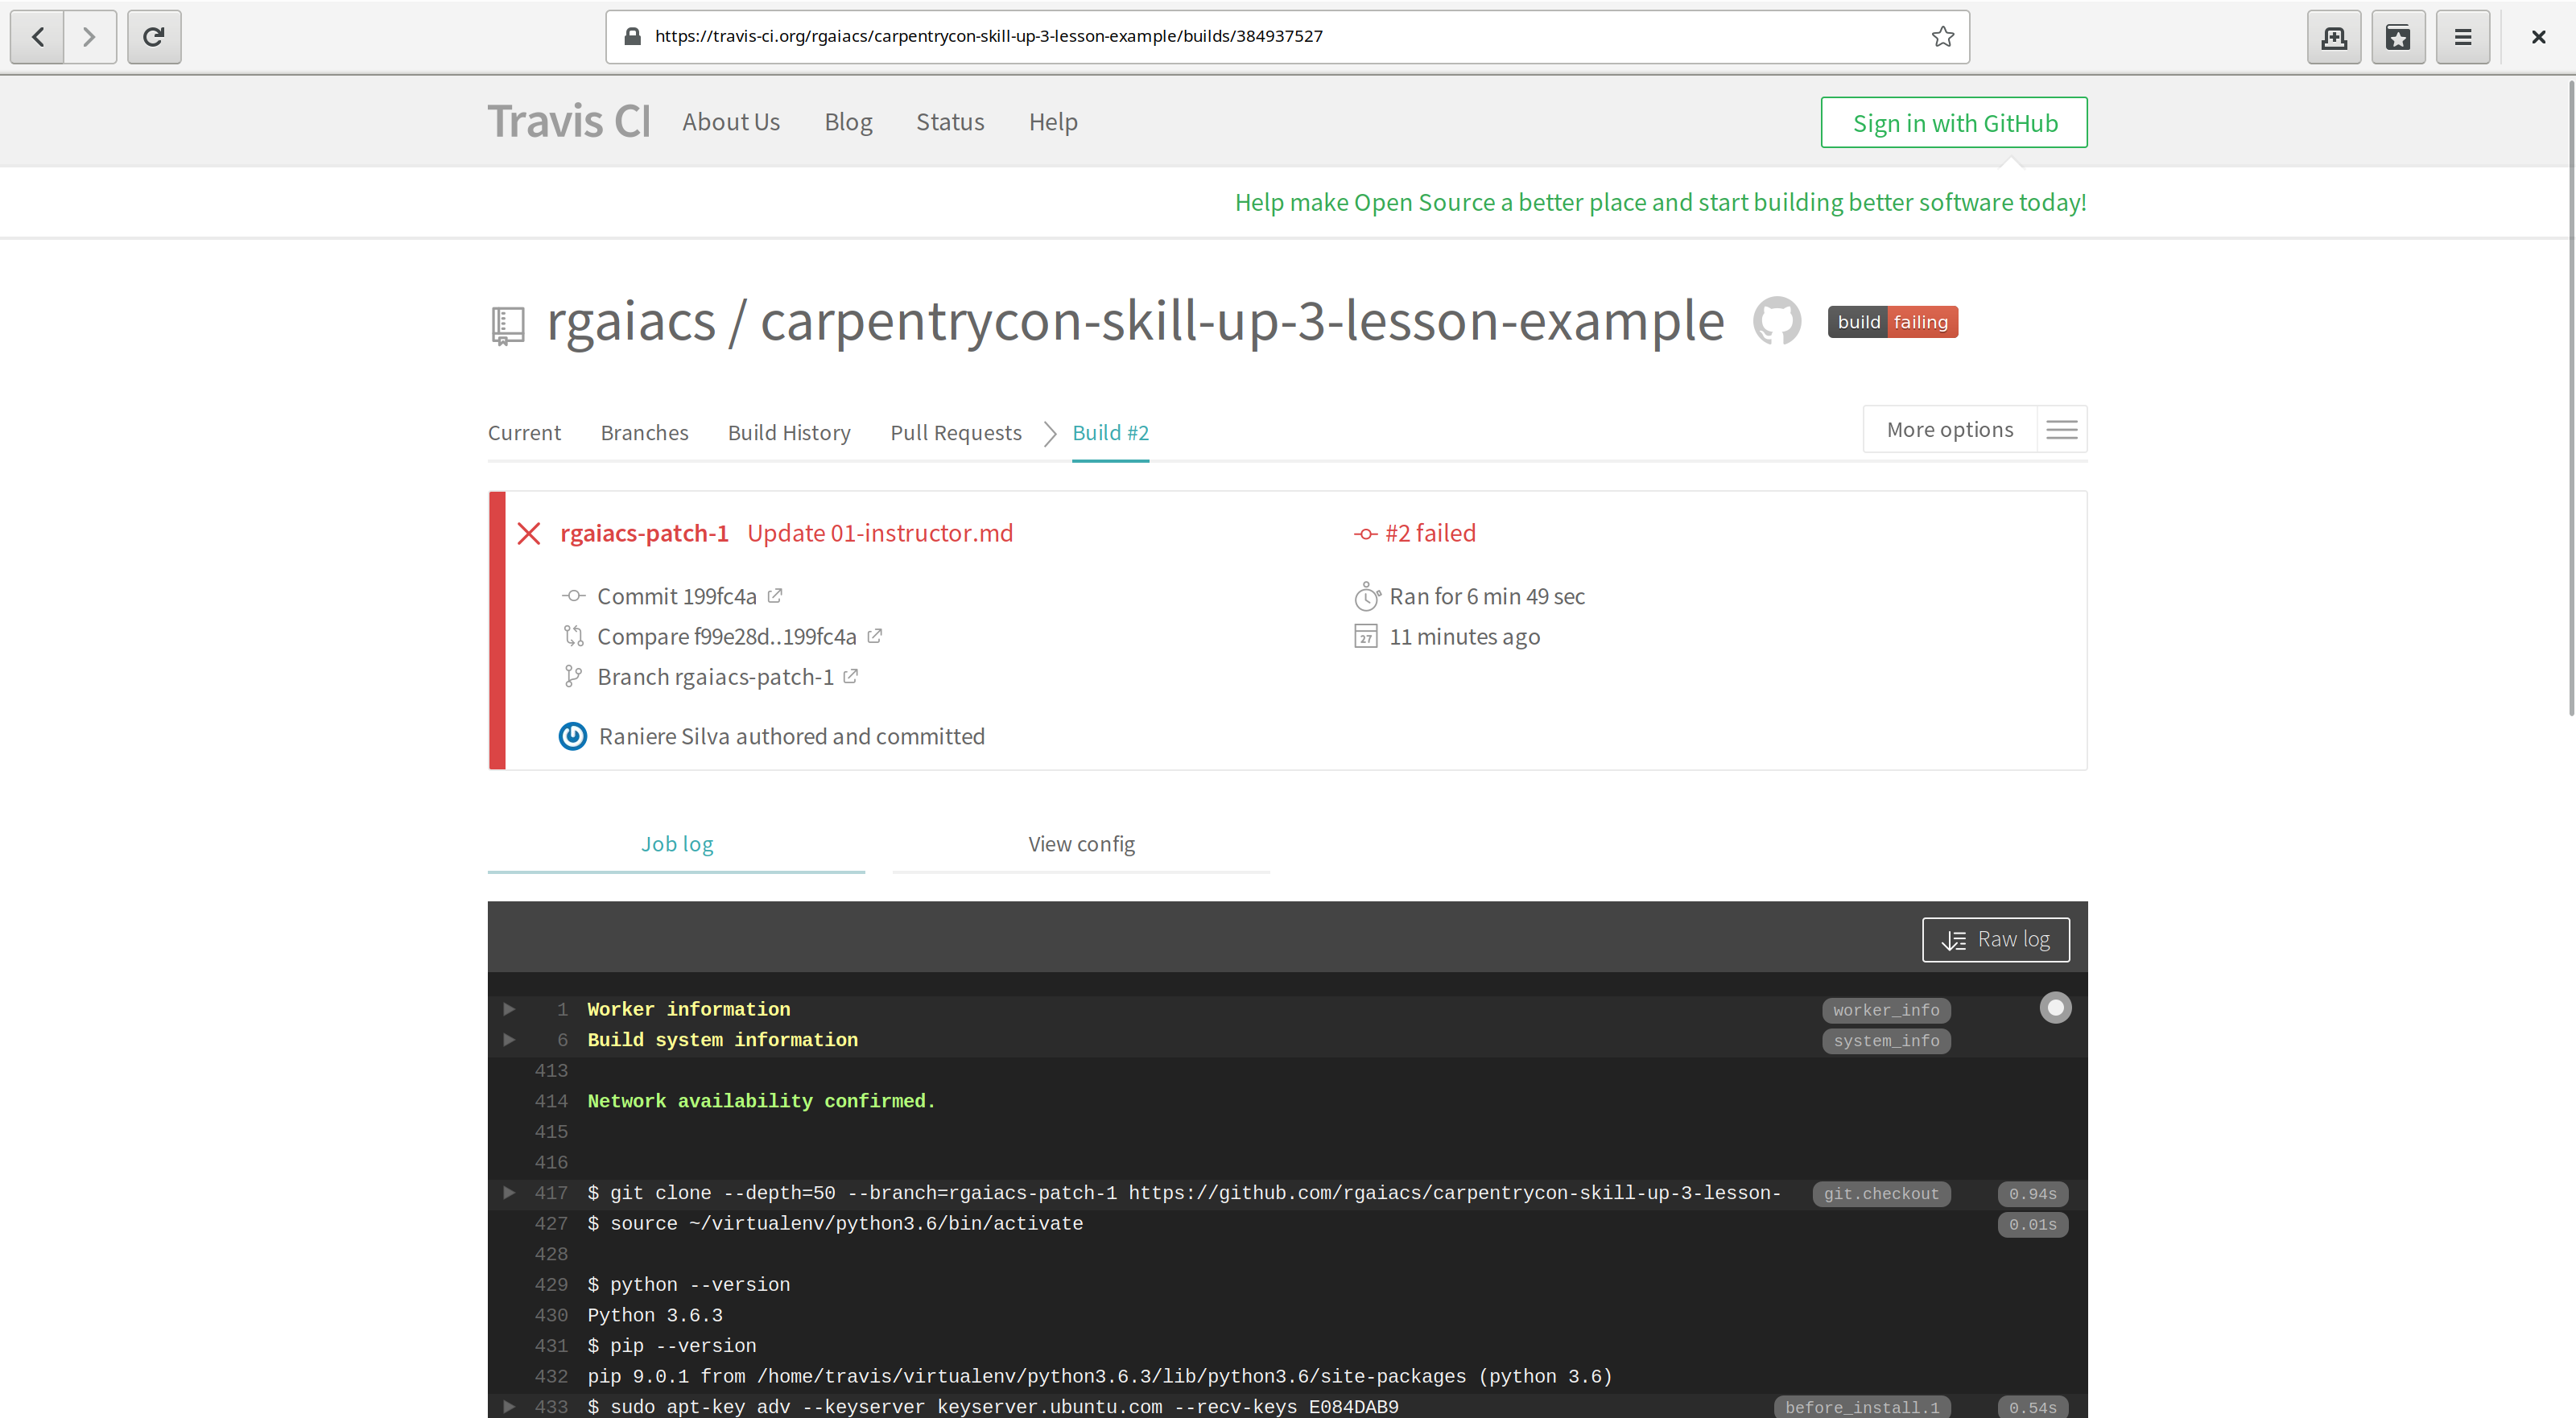 https://travis-ci.org/rgaiacs/carpentrycon-skill-up-3-lesson-example/builds/384937527
Travis CI About Us Blog Status Help Sign in with GitHub
Help make Open Source a better place and start building better software today!
rgaiacs / carpentrycon-skill-up-3-lesson-example build failing
Current Branches Build History Pull Requests Build #2 More options
rgaiacs-patch-1 Update 01-instructor.md #2 failed
Commit 199fc4a Ran for 6 min 49 sec
Compare f99e28d..199fc4a 27 11 minutes ago
Branch rgaiacs-patch-1
Raniere Silva authored and committed
Job log View config
Raw log
1 Worker information worker_info
6 Build system information system_info
413
414 Network availability confirmed.
415
416
417 $ git clone --depth=50 --branch=rgaiacs-patch-1 https://github.com/rgaiacs/carpentrycon-skill-up-3-lesson- git.checkout 0.94s
427 $ source ~/virtualenv/python3.6/bin/activate 0.01s
428
429 $ python --version
430 Python 3.6.3
431 $ pip --version
432 pip 9.0.1 from /home/travis/virtualenv/python3.6.3/lib/python3.6/site-packages (python 3.6)
433 $ sudo apt-key adv --keyserver keyserver.ubuntu.com --recv-keys E084DAB9 before_install.1 0.54s